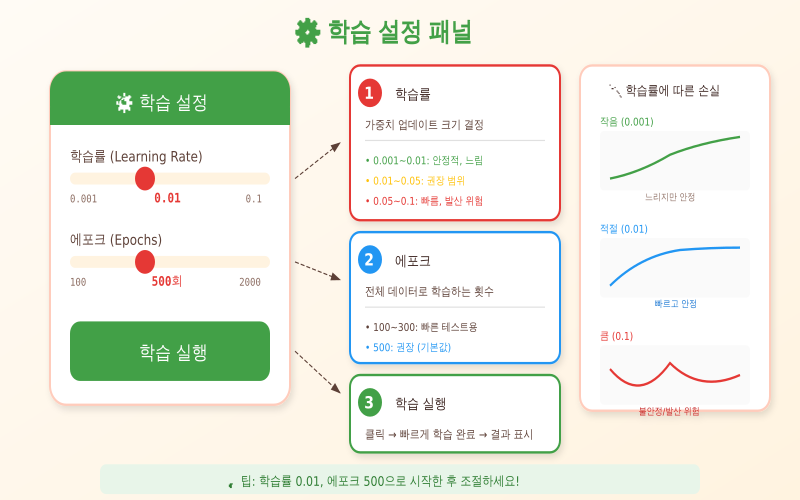 학습 설정 패널
학습 설정
학습률 (Learning Rate)
0.001 0.01 0.1
에포크 (Epochs)
100 500회 2000
학습 실행
1 학습률
가중치 업데이트 크기 결정
• 0.001~0.01: 안정적, 느림
• 0.01~0.05: 권장 범위
• 0.05~0.1: 빠름, 발산 위험
2 에포크
전체 데이터로 학습하는 횟수
• 100~300: 빠른 테스트용
• 500: 권장 (기본값)
3 학습 실행
클릭 → 빠르게 학습 완료 → 결과 표시
학습률에 따른 손실
작음 (0.001)
느리지만 안정
적절 (0.01)
빠르고 안정
큼 (0.1)
불안정/발산 위험
팁: 학습률 0.01, 에포크 500으로 시작한 후 조절하세요!